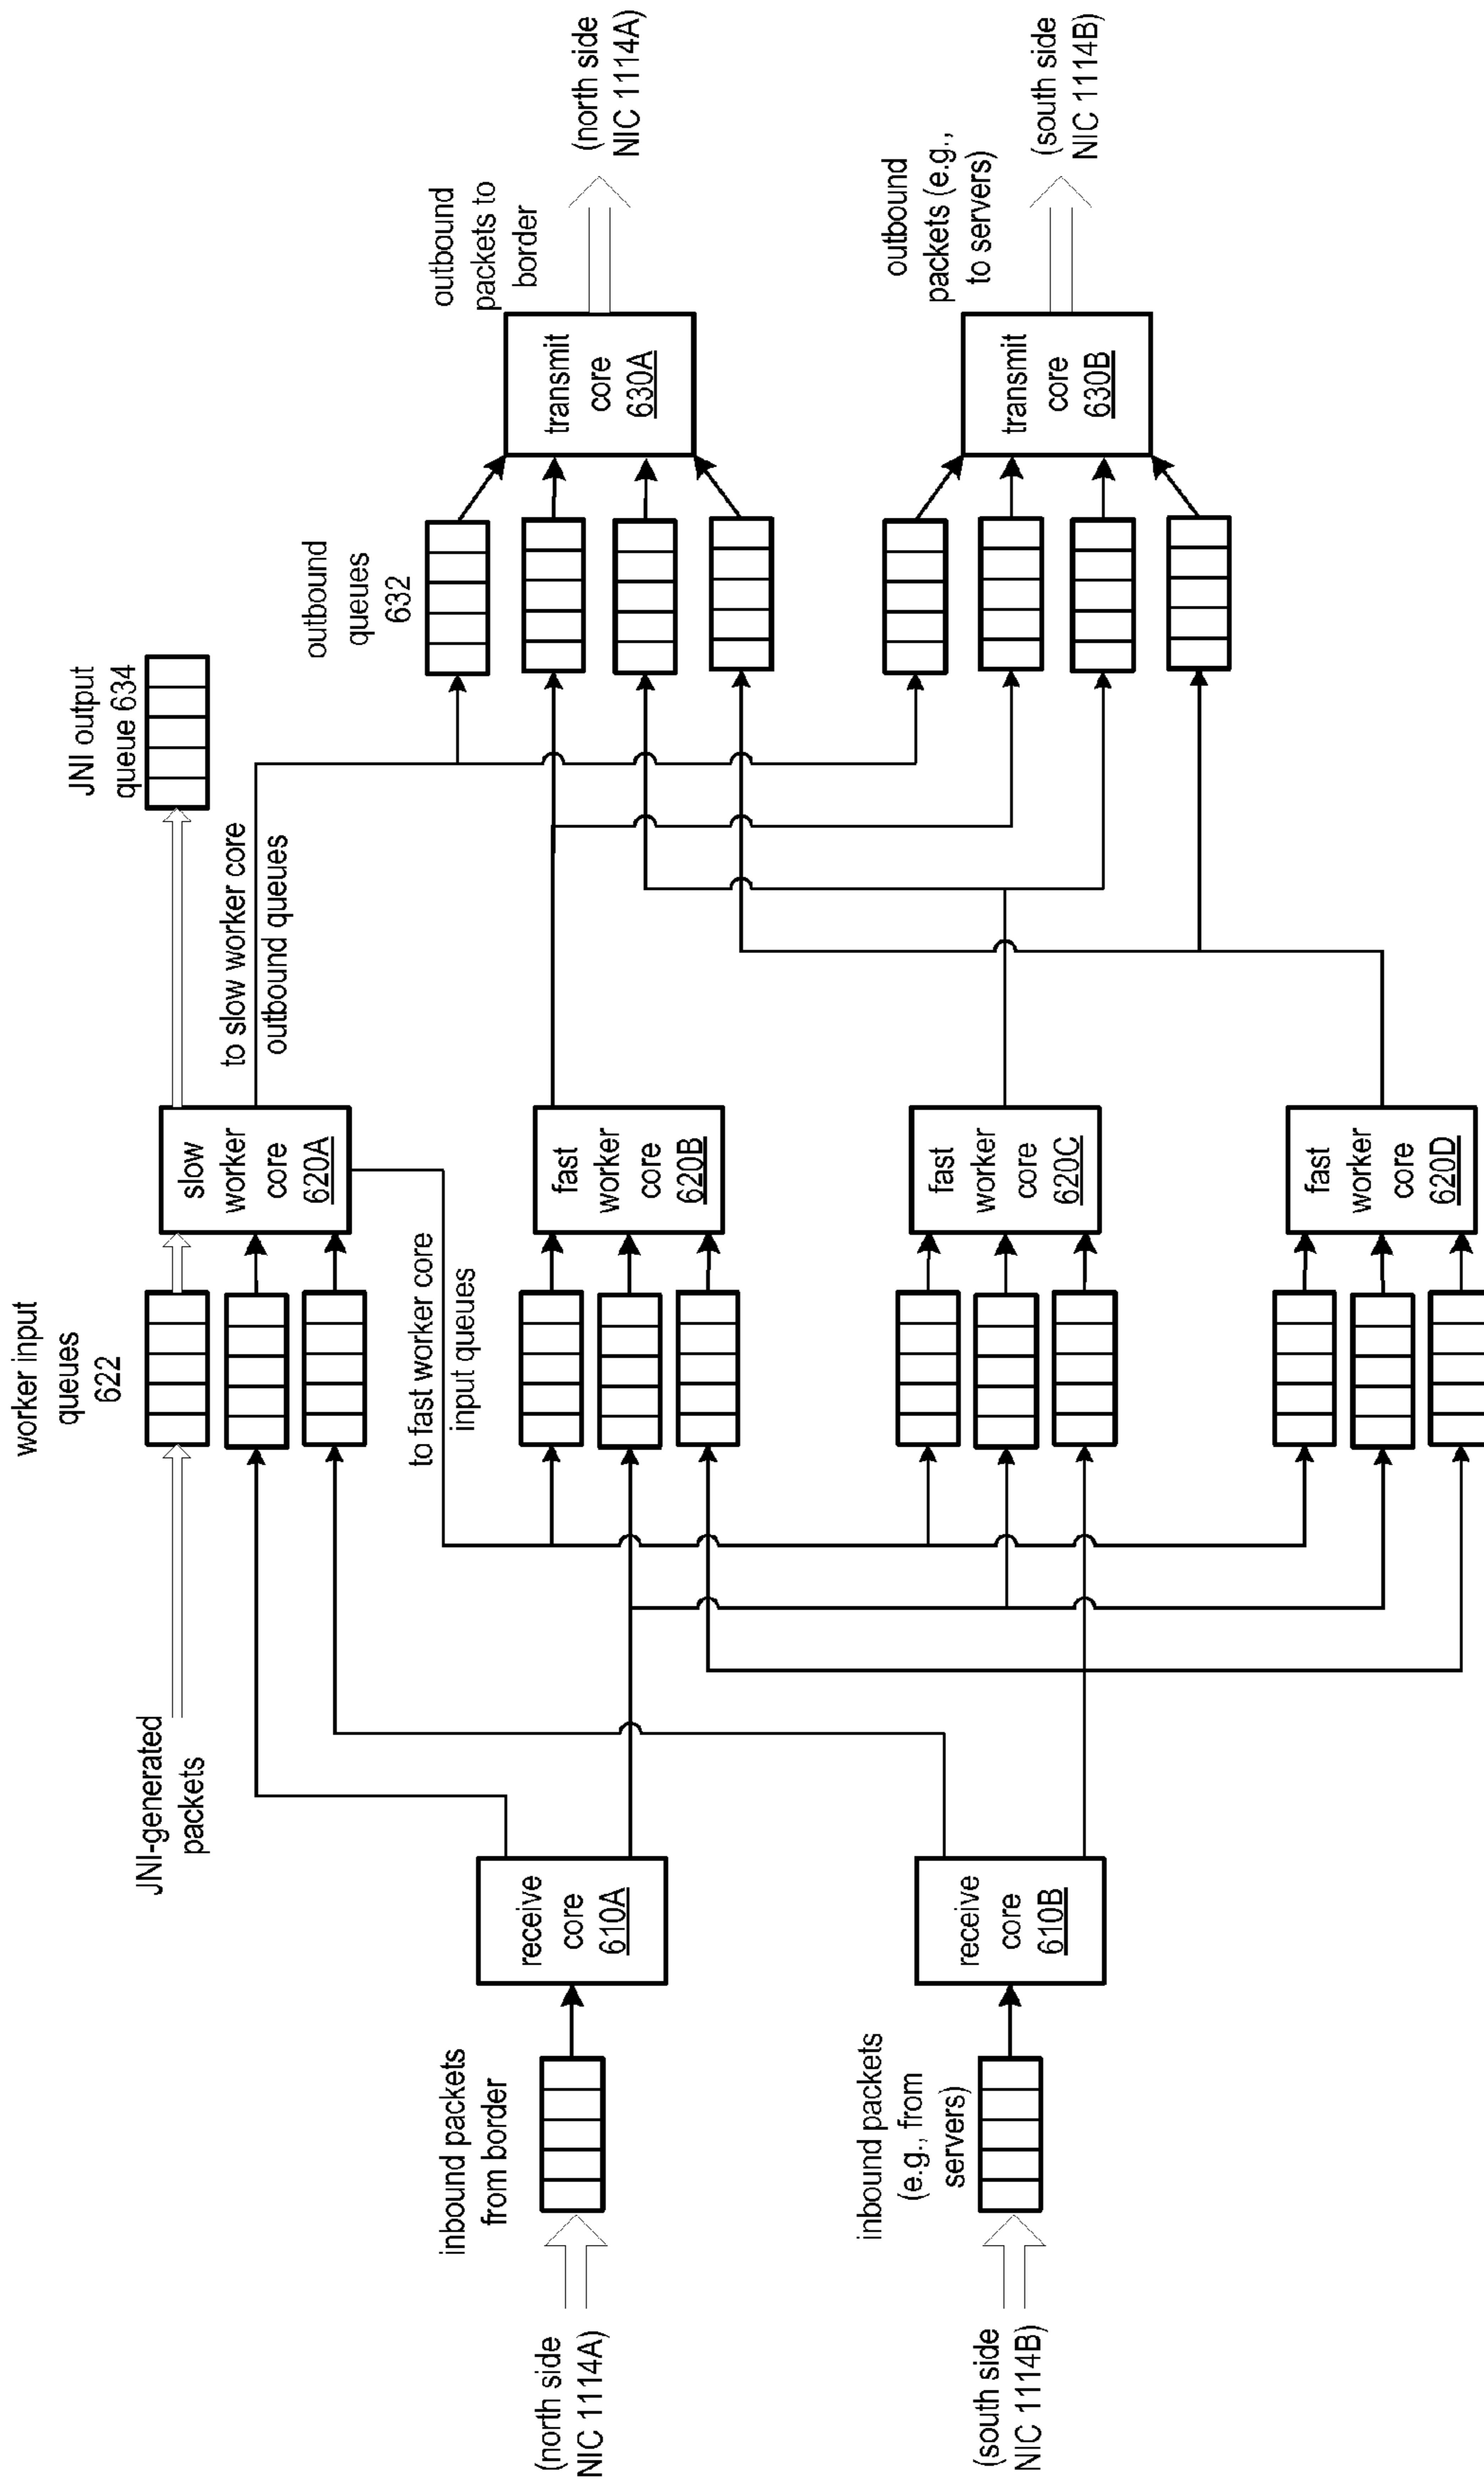 JNI-generated
packets
worker input
queues
622
JNI output
queue 634
slow
worker
core
620A
to slow worker core
outbound queues
to fast worker core
input queues
outbound
queues
632
(north side
NIC 1114A)
inbound packets
from border
receive
core
610A
fast
worker
core
620B
transmit
core
630A
outbound
packets to
border
(north side
NIC 1114A)
(south side
NIC 1114B)
inbound packets
(e.g., from
servers)
receive
core
610B
fast
worker
core
620C
transmit
core
630B
outbound
packets (e.g.,
to servers)
(south side
NIC 1114B)
fast
worker
core
620D